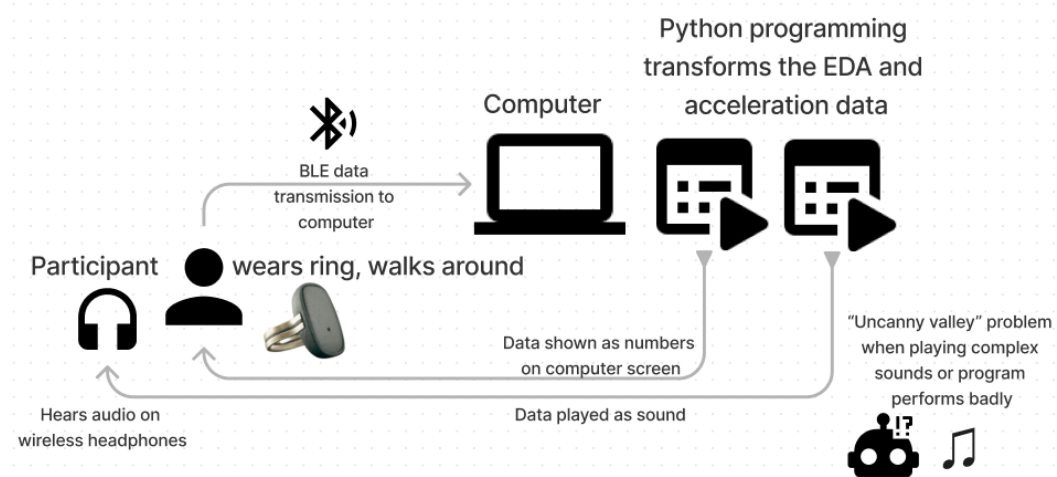 Python programming
transforms the EDA and
acceleration data
Computer
BLE data
transmission to
computer
Participant
wears ring, walks around
Data shown as numbers
on computer screen
“Uncanny valley” problem
when playing complex
sounds or program
performs badly
Hears audio on
wireless headphones
Data played as sound
!?